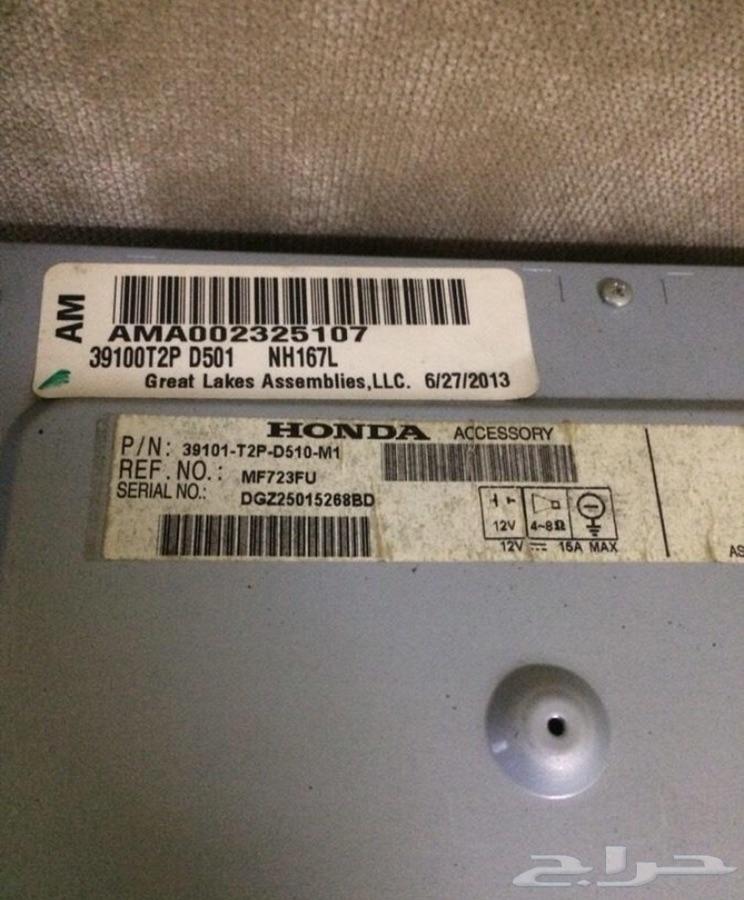 AM
AMA002325107
39100T2P D501 NH167L
Great Lakes Assemblies,LLC. 6/27/2013
HONDA ACCESSORY
P/N: 39101-T2P-D510-M1
REF.NO.: MF723FU
SERIAL NO.: DGZ25015268BD
12V 4~8Ω
12V ⎓ 15A MAX
AS
حراج